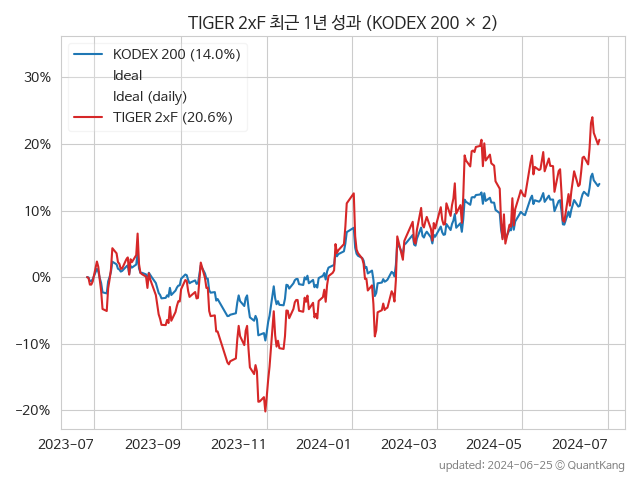 TIGER 2xF 최근 1년 성과 (KODEX 200 × 2)
KODEX 200 (14.0%)
Ideal
Ideal (daily)
TIGER 2xF (20.6%)
30%
20%
10%
0%
−10%
−20%
2023-07 2023-09 2023-11 2024-01 2024-03 2024-05 2024-07
updated: 2024-06-25 ⓒ QuantKang